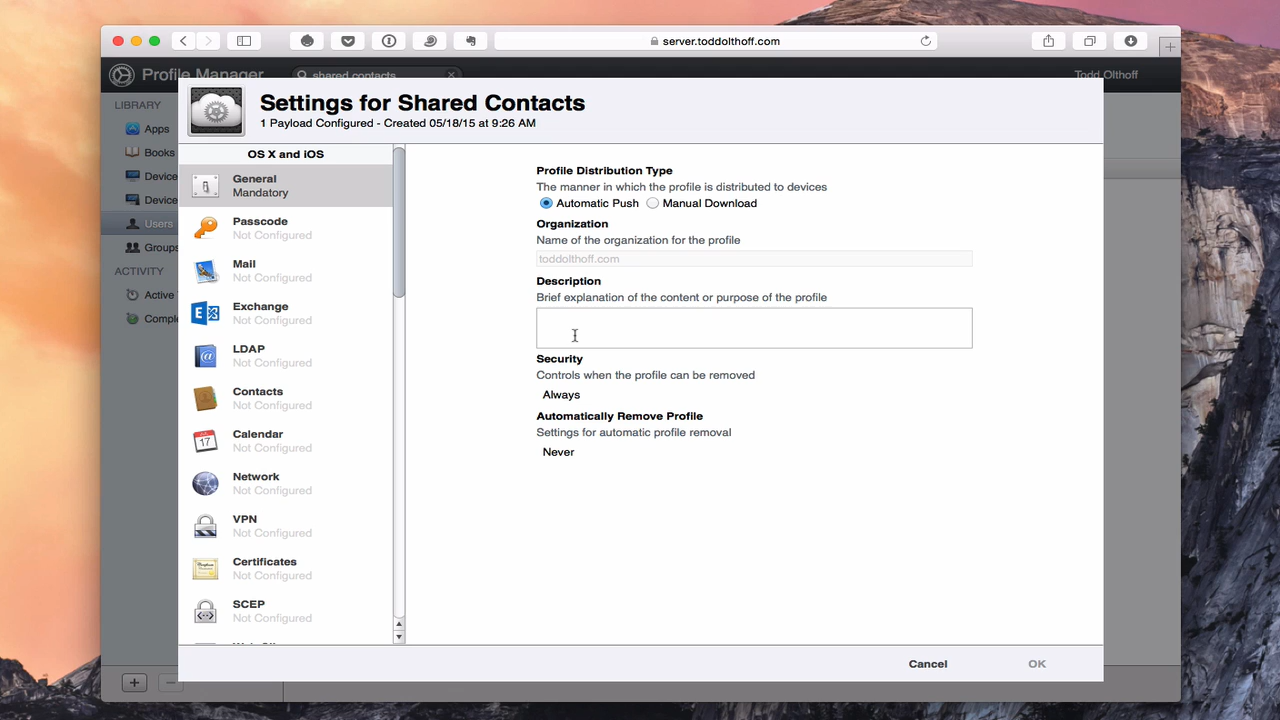 server.toddolthoff.com
Profile Manager
shared contacts
Todd Olthoff
LIBRARY
Apps
Books
Device
Device
Users
Groups
ACTIVITY
Active
Comple
Settings for Shared Contacts
1 Payload Configured - Created 05/18/15 at 9:26 AM
OS X and iOS
General
Mandatory
Passcode
Not Configured
Mail
Not Configured
Exchange
Not Configured
LDAP
Not Configured
Contacts
Not Configured
Calendar
Not Configured
17
Network
Not Configured
VPN
Not Configured
Certificates
Not Configured
SCEP
Not Configured
Profile Distribution Type
The manner in which the profile is distributed to devices
Automatic Push Manual Download
Organization
Name of the organization for the profile
toddolthoff.com
Description
Brief explanation of the content or purpose of the profile
Security
Controls when the profile can be removed
Always
Automatically Remove Profile
Settings for automatic profile removal
Never
Cancel OK